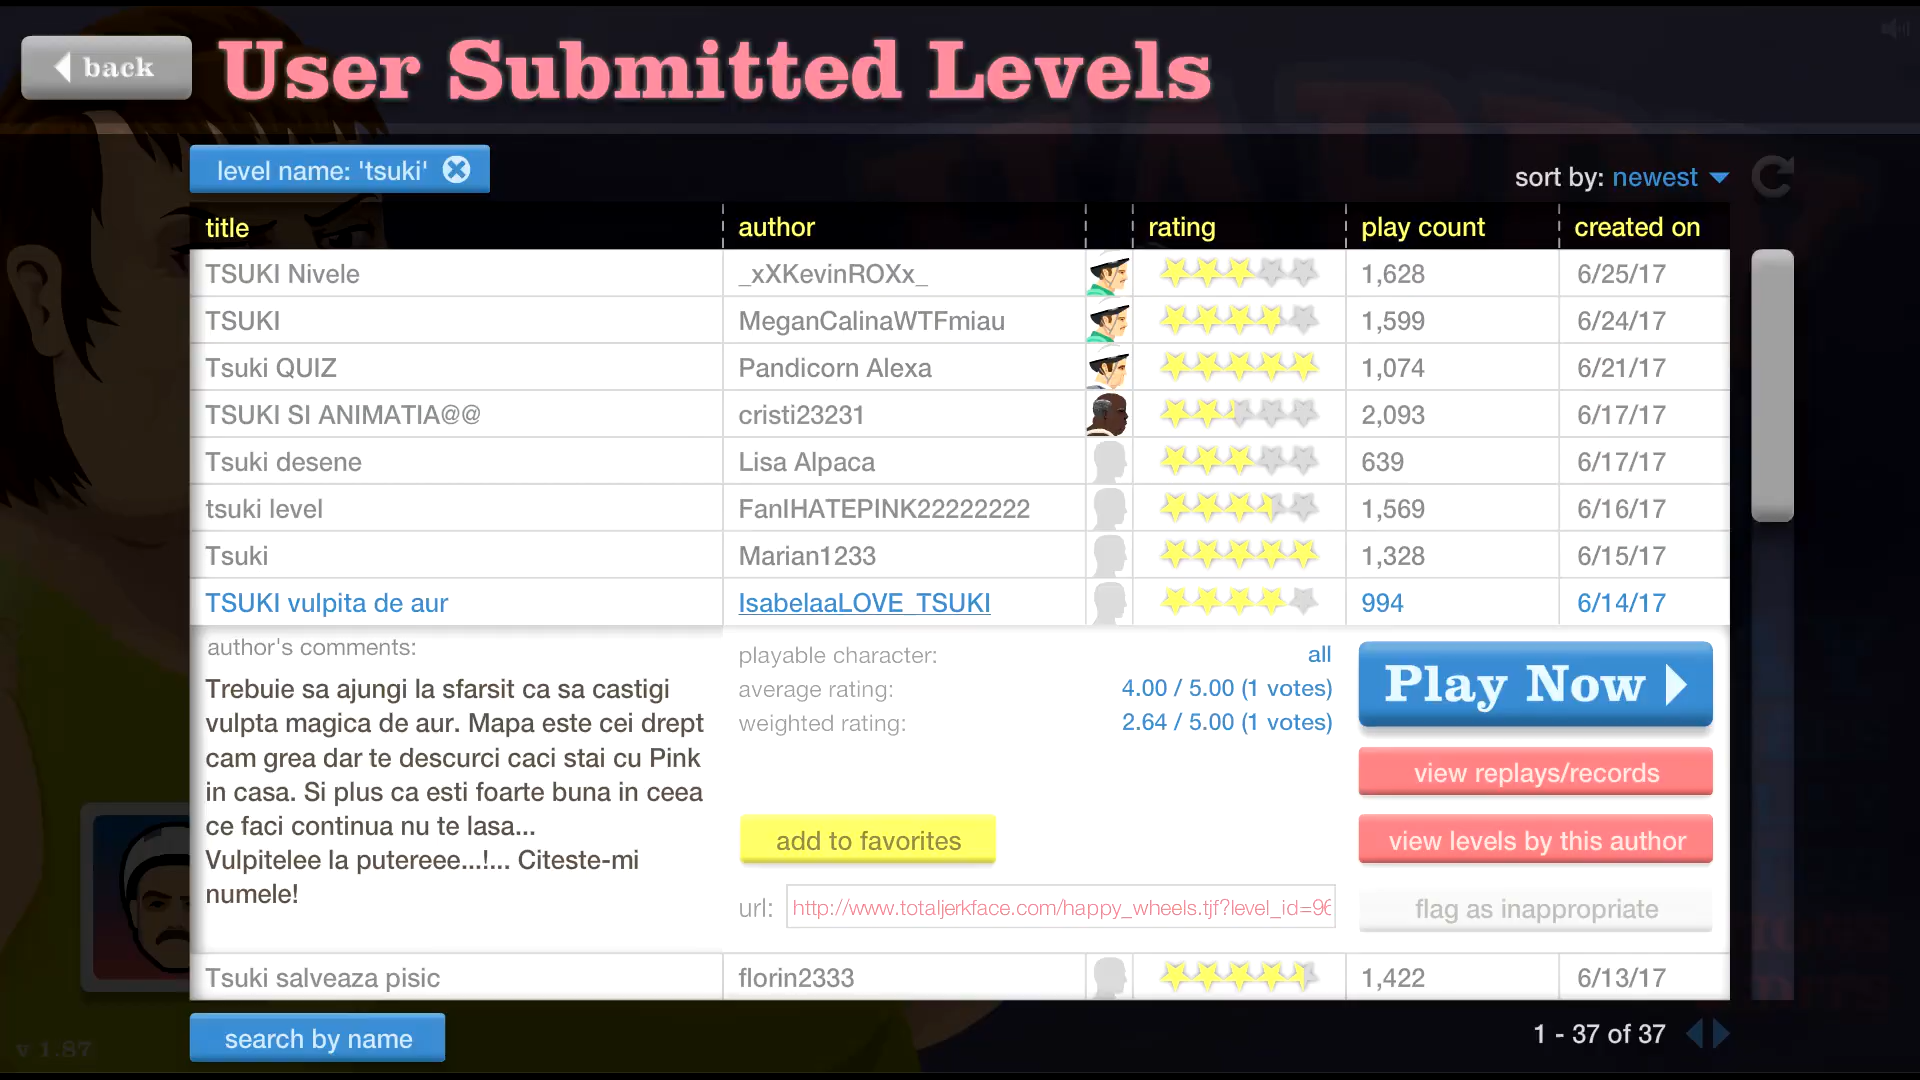 back
User Submitted Levels
level name: 'tsuki'
sort by: newest
title author rating play count created on
TSUKI Nivele _xXKevinROXx_ 1,628 6/25/17
TSUKI MeganCalinaWTFmiau 1,599 6/24/17
Tsuki QUIZ Pandicorn Alexa 1,074 6/21/17
TSUKI SI ANIMATIA@@ cristi23231 2,093 6/17/17
Tsuki desene Lisa Alpaca 639 6/17/17
tsuki level FanIHATEPINK22222222 1,569 6/16/17
Tsuki Marian1233 1,328 6/15/17
TSUKI vulpita de aur IsabelaaLOVE_TSUKI 994 6/14/17
author's comments:
Trebuie sa ajungi la sfarsit ca sa castigi
vulpta magica de aur. Mapa este cei drept
cam grea dar te descurci caci stai cu Pink
in casa. Si plus ca esti foarte buna in ceea
ce faci continua nu te lasa...
Vulpitelee la putereee...!... Citeste-mi
numele!
playable character: all
average rating: 4.00 / 5.00 (1 votes)
weighted rating: 2.64 / 5.00 (1 votes)
add to favorites
url: http://www.totaljerkface.com/happy_wheels.tjf?level_id=96
Play Now
view replays/records
view levels by this author
flag as inappropriate
Tsuki salveaza pisic florin2333 1,422 6/13/17
search by name
1 - 37 of 37
v 1.87